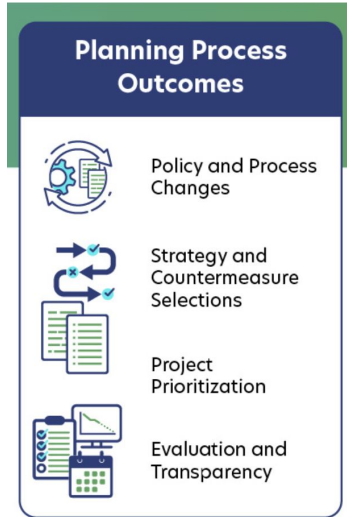 Planning Process
Outcomes
Policy and Process
Changes
Strategy and
Countermeasure
Selections
Project
Prioritization
Evaluation and
Transparency